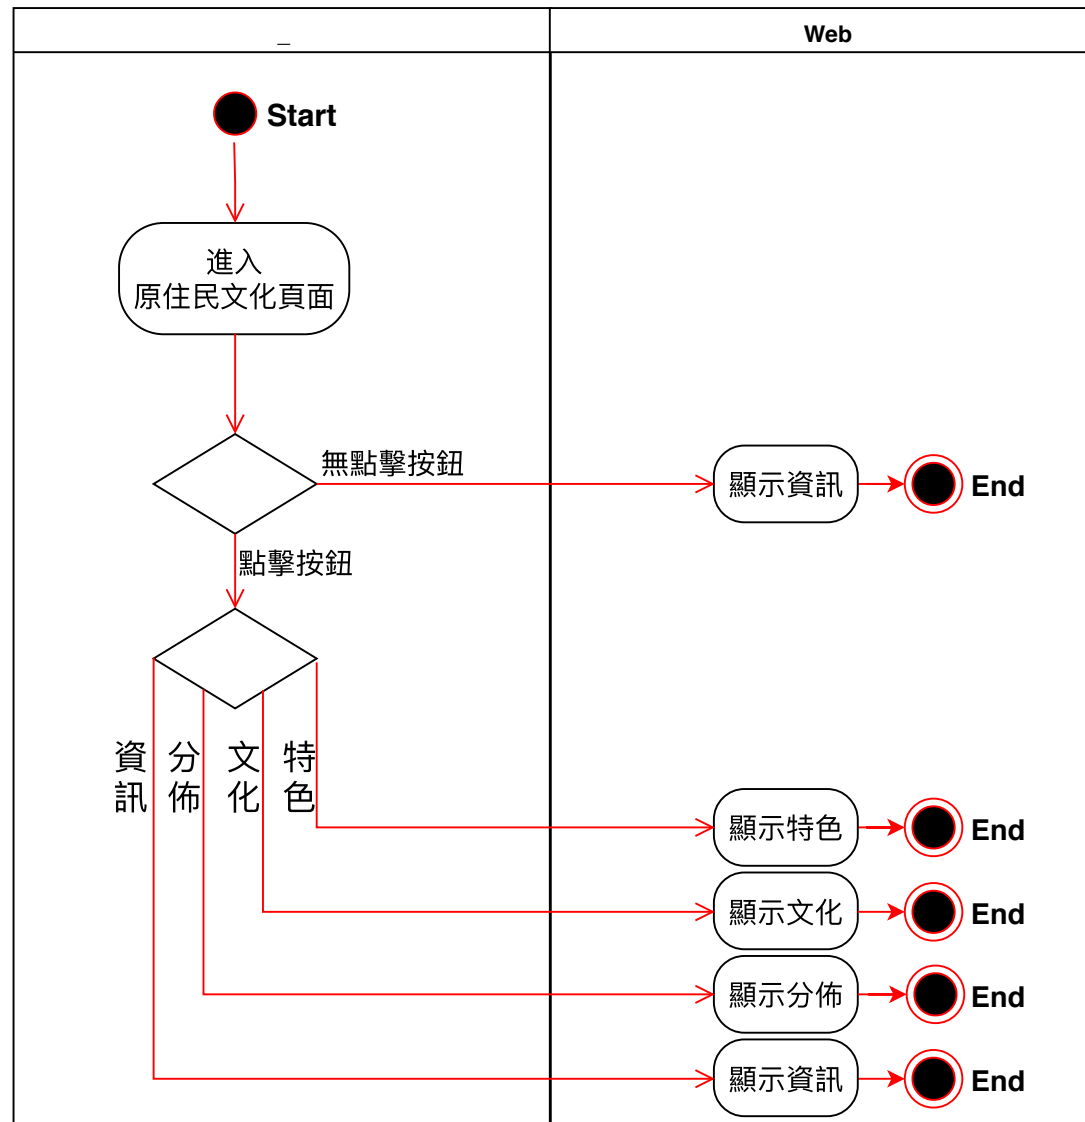 _
Web
Start
進入
原住民文化頁面
無點擊按鈕
顯示資訊
End
點擊按鈕
資訊
分佈
文化
特色
顯示特色
End
顯示文化
End
顯示分佈
End
顯示資訊
End